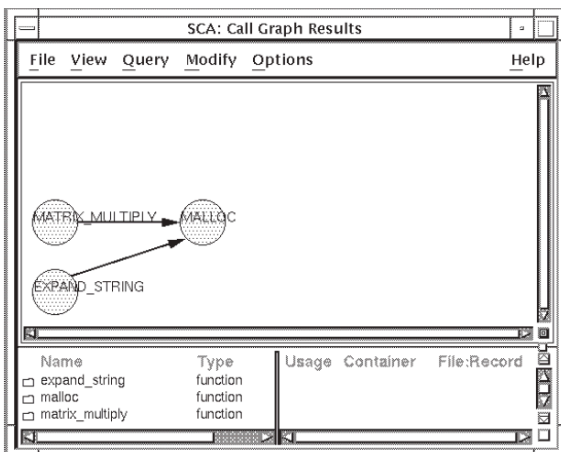 SCA: Call Graph Results
File View Query Modify Options Help
MATRIX_MULTIPLY MALLOC
EXPAND_STRING
Name Type Usage Container File:Record
expand_string function
malloc function
matrix_multiply function